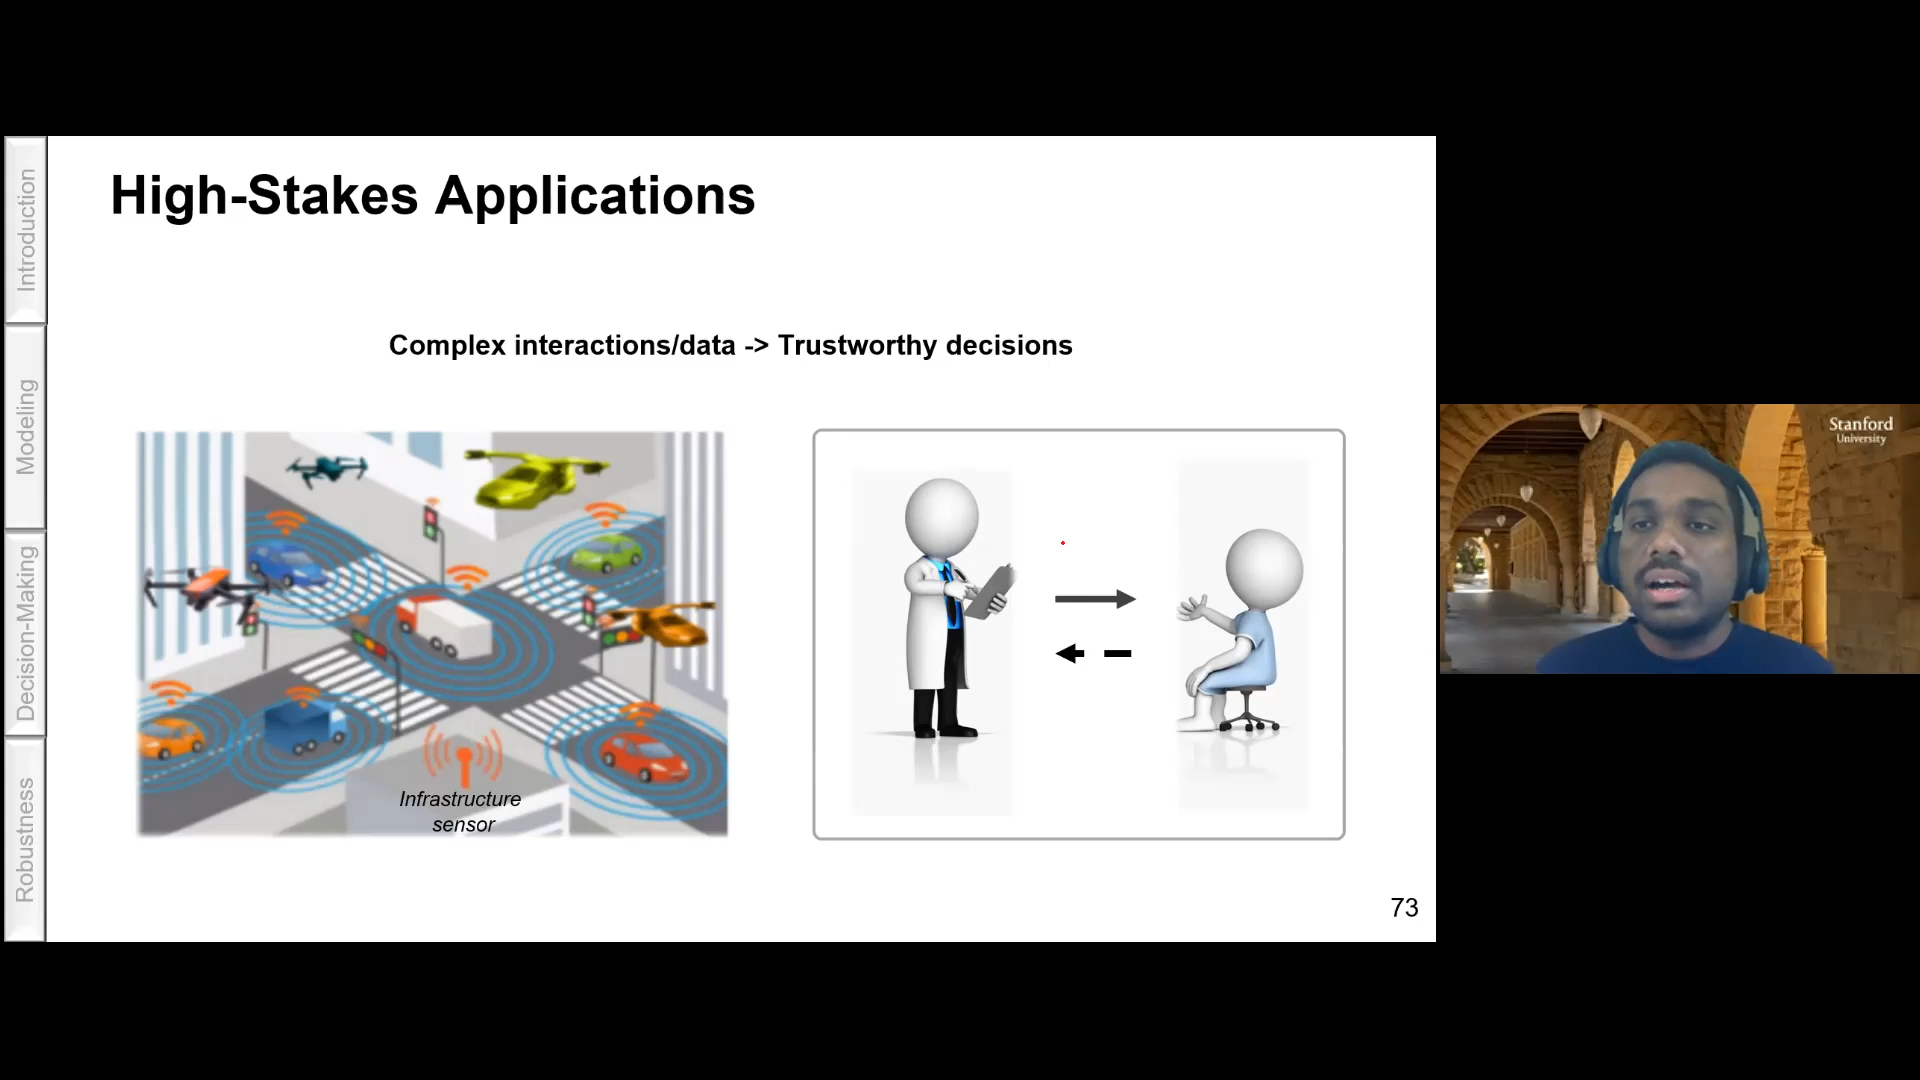 High-Stakes Applications
Complex interactions/data -> Trustworthy decisions
Introduction
Modeling
Decision-Making
Robustness
Infrastructure
sensor
73
Stanford
University